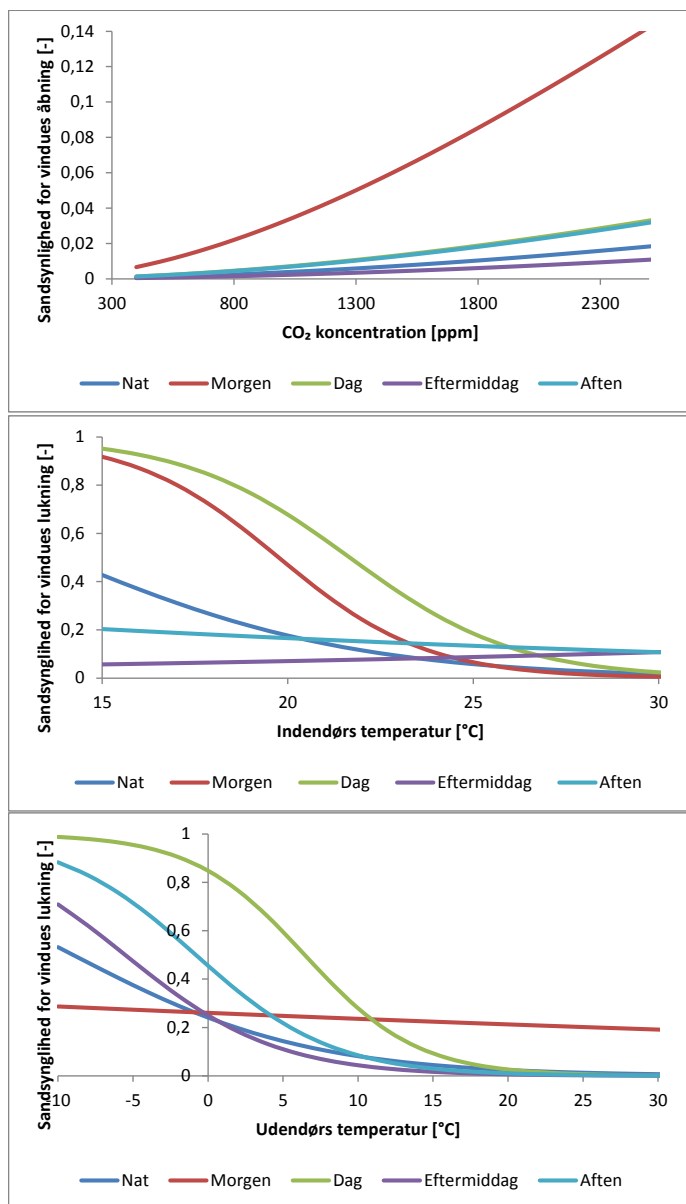 Sandsynlighed for vindues åbning [-]
0,14
0,12
0,1
0,08
0,06
0,04
0,02
0
300 800 1300 1800 2300
CO₂ koncentration [ppm]
Nat Morgen Dag Eftermiddag Aften
Sandsynglihed for vindues lukning [-]
1
0,8
0,6
0,4
0,2
0
15 20 25 30
Indendørs temperatur [°C]
Nat Morgen Dag Eftermiddag Aften
Sandsynglihed for vindues lukning [-]
1
0,8
0,6
0,4
0,2
0
-10 -5 0 5 10 15 20 25 30
Udendørs temperatur [°C]
Nat Morgen Dag Eftermiddag Aften